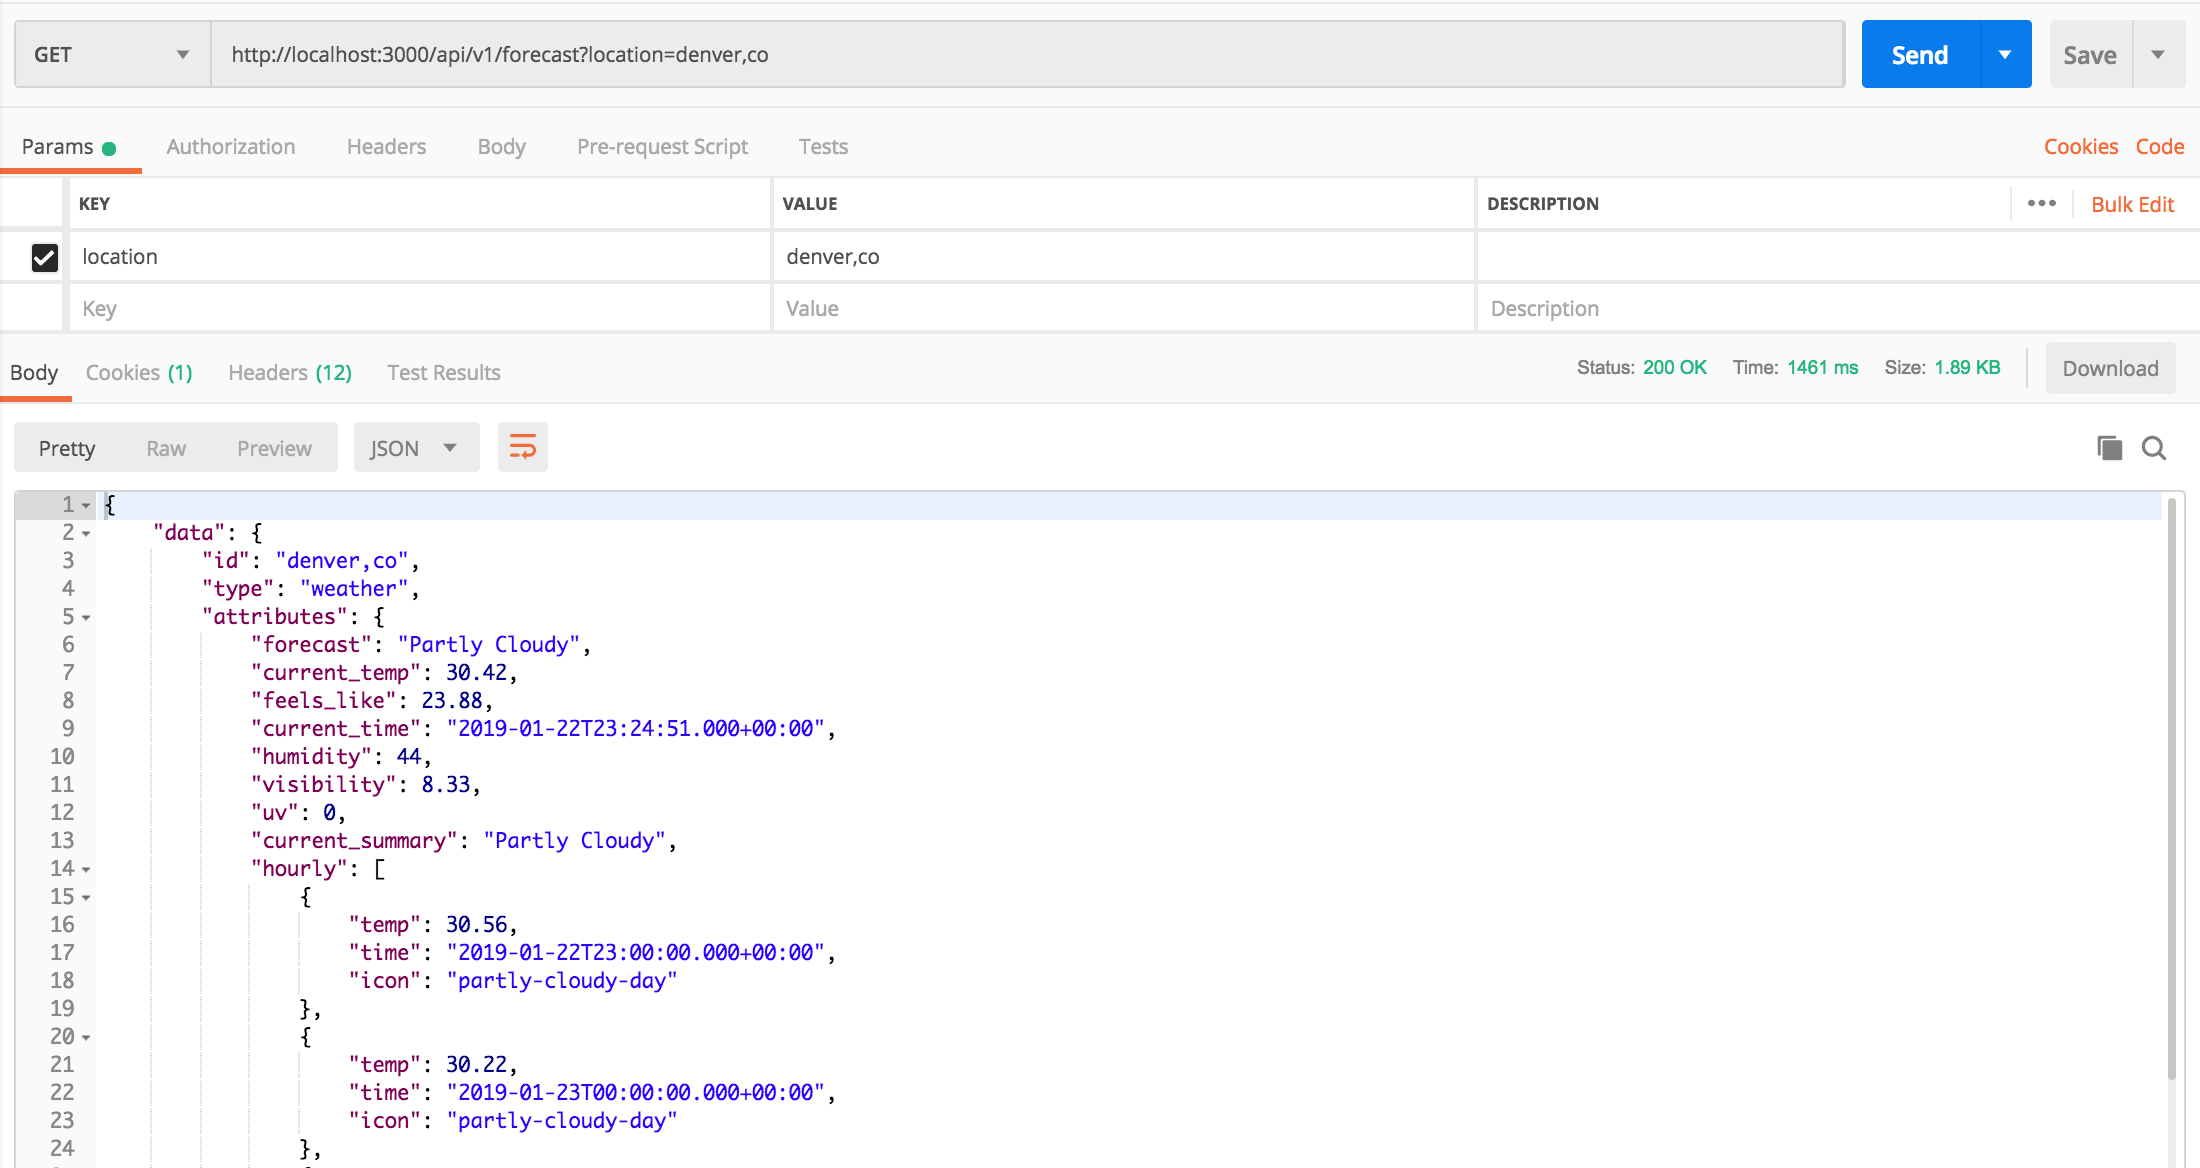 GET http://localhost:3000/api/v1/forecast?location=denver,co Send Save
Params Authorization Headers Body Pre-request Script Tests Cookies Code
KEY VALUE DESCRIPTION ••• Bulk Edit
location denver,co
Key Value Description
Body Cookies (1) Headers (12) Test Results Status: 200 OK Time: 1461 ms Size: 1.89 KB Download
Pretty Raw Preview JSON
1 {
2 "data": {
3 "id": "denver,co",
4 "type": "weather",
5 "attributes": {
6 "forecast": "Partly Cloudy",
7 "current_temp": 30.42,
8 "feels_like": 23.88,
9 "current_time": "2019-01-22T23:24:51.000+00:00",
10 "humidity": 44,
11 "visibility": 8.33,
12 "uv": 0,
13 "current_summary": "Partly Cloudy",
14 "hourly": [
15 {
16 "temp": 30.56,
17 "time": "2019-01-22T23:00:00.000+00:00",
18 "icon": "partly-cloudy-day"
19 },
20 {
21 "temp": 30.22,
22 "time": "2019-01-23T00:00:00.000+00:00",
23 "icon": "partly-cloudy-day"
24 },